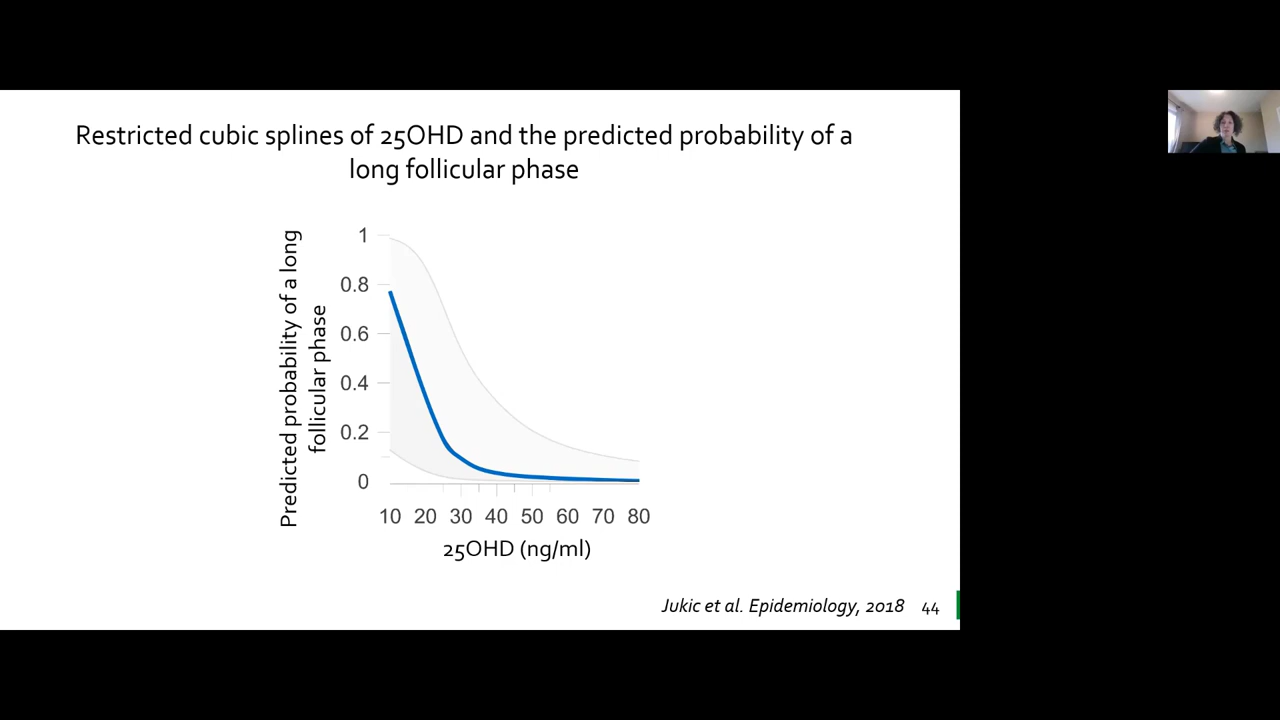 Restricted cubic splines of 25OHD and the predicted probability of a
long follicular phase
Predicted probability of a long
follicular phase
1
0.8
0.6
0.4
0.2
0
10 20 30 40 50 60 70 80
25OHD (ng/ml)
Jukic et al. Epidemiology, 2018 44